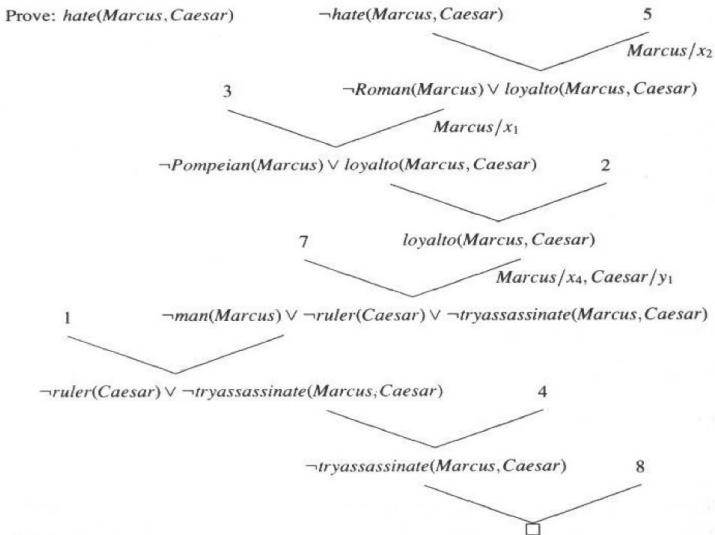 Prove: hate(Marcus, Caesar) ¬hate(Marcus, Caesar) 5
Marcus/x₂
3 ¬Roman(Marcus) ∨ loyalto(Marcus, Caesar)
Marcus/x₁
¬Pompeian(Marcus) ∨ loyalto(Marcus, Caesar) 2
7 loyalto(Marcus, Caesar)
Marcus/x₄, Caesar/y₁
1 ¬man(Marcus) ∨ ¬ruler(Caesar) ∨ ¬tryassassinate(Marcus, Caesar)
¬ruler(Caesar) ∨ ¬tryassassinate(Marcus, Caesar) 4
¬tryassassinate(Marcus, Caesar) 8